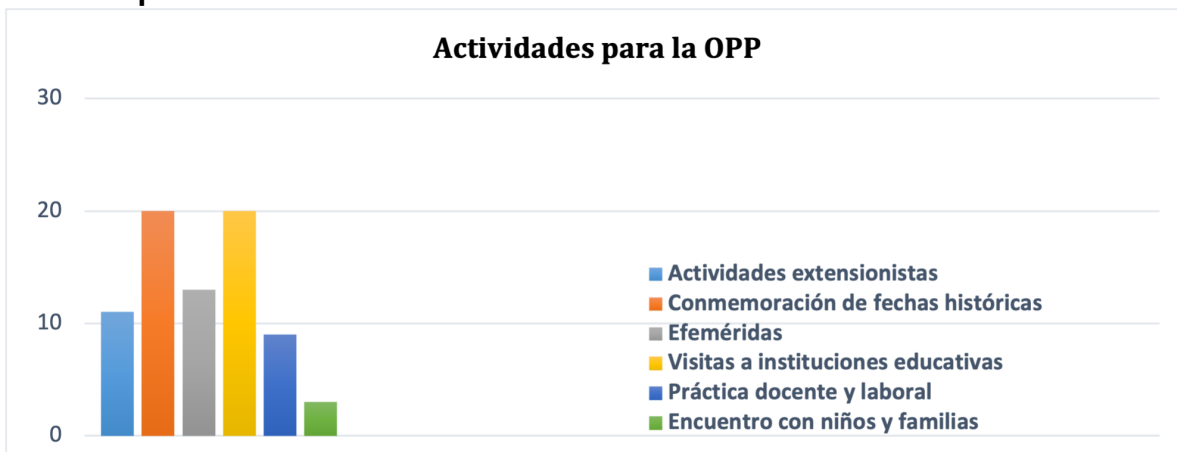 Actividades para la OPP
30
20
10
0
Actividades extensionistas
Conmemoración de fechas históricas
Efeméridas
Visitas a instituciones educativas
Práctica docente y laboral
Encuentro con niños y familias